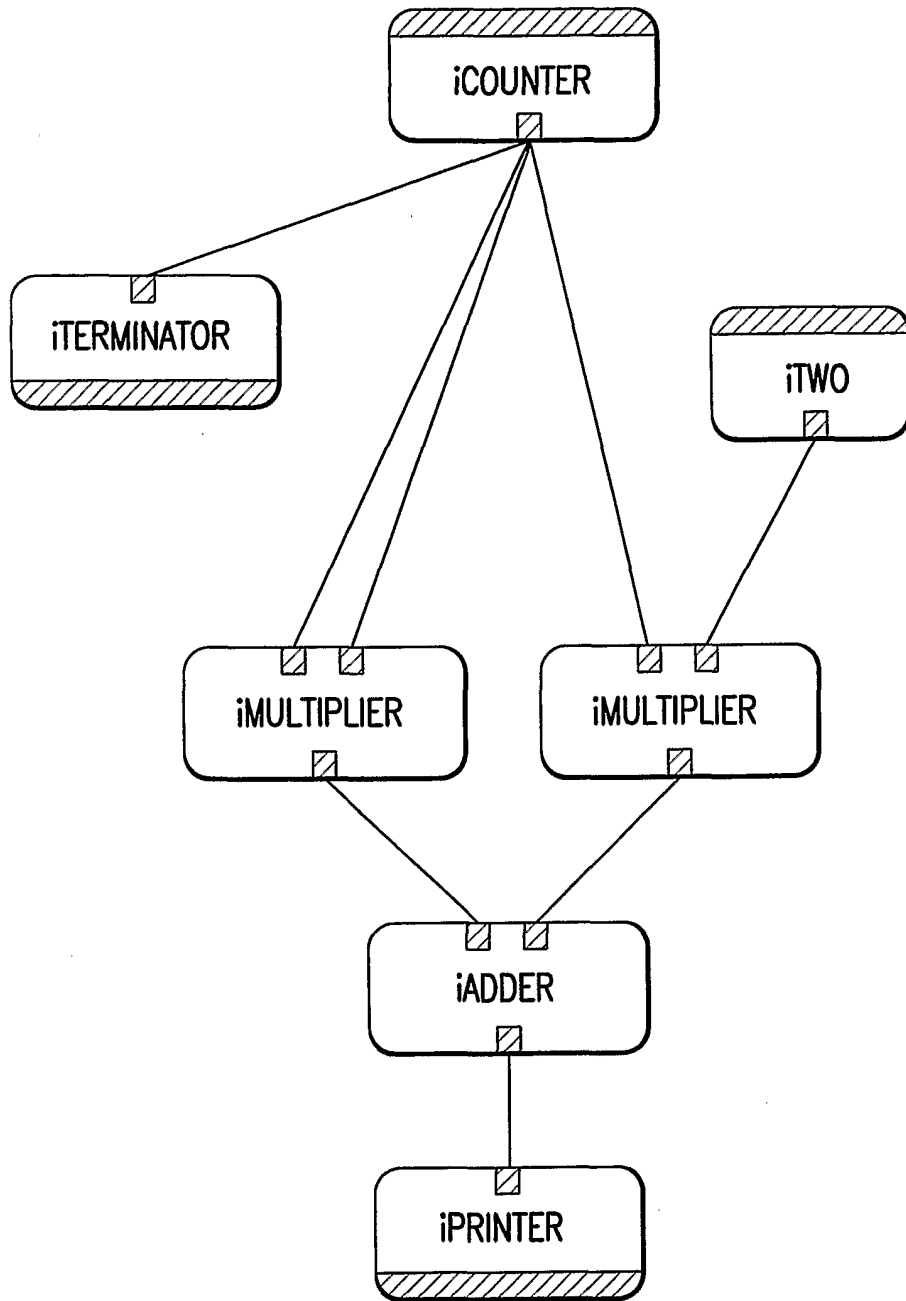 iCOUNTER
iTERMINATOR
iTWO
iMULTIPLIER
iMULTIPLIER
iADDER
iPRINTER